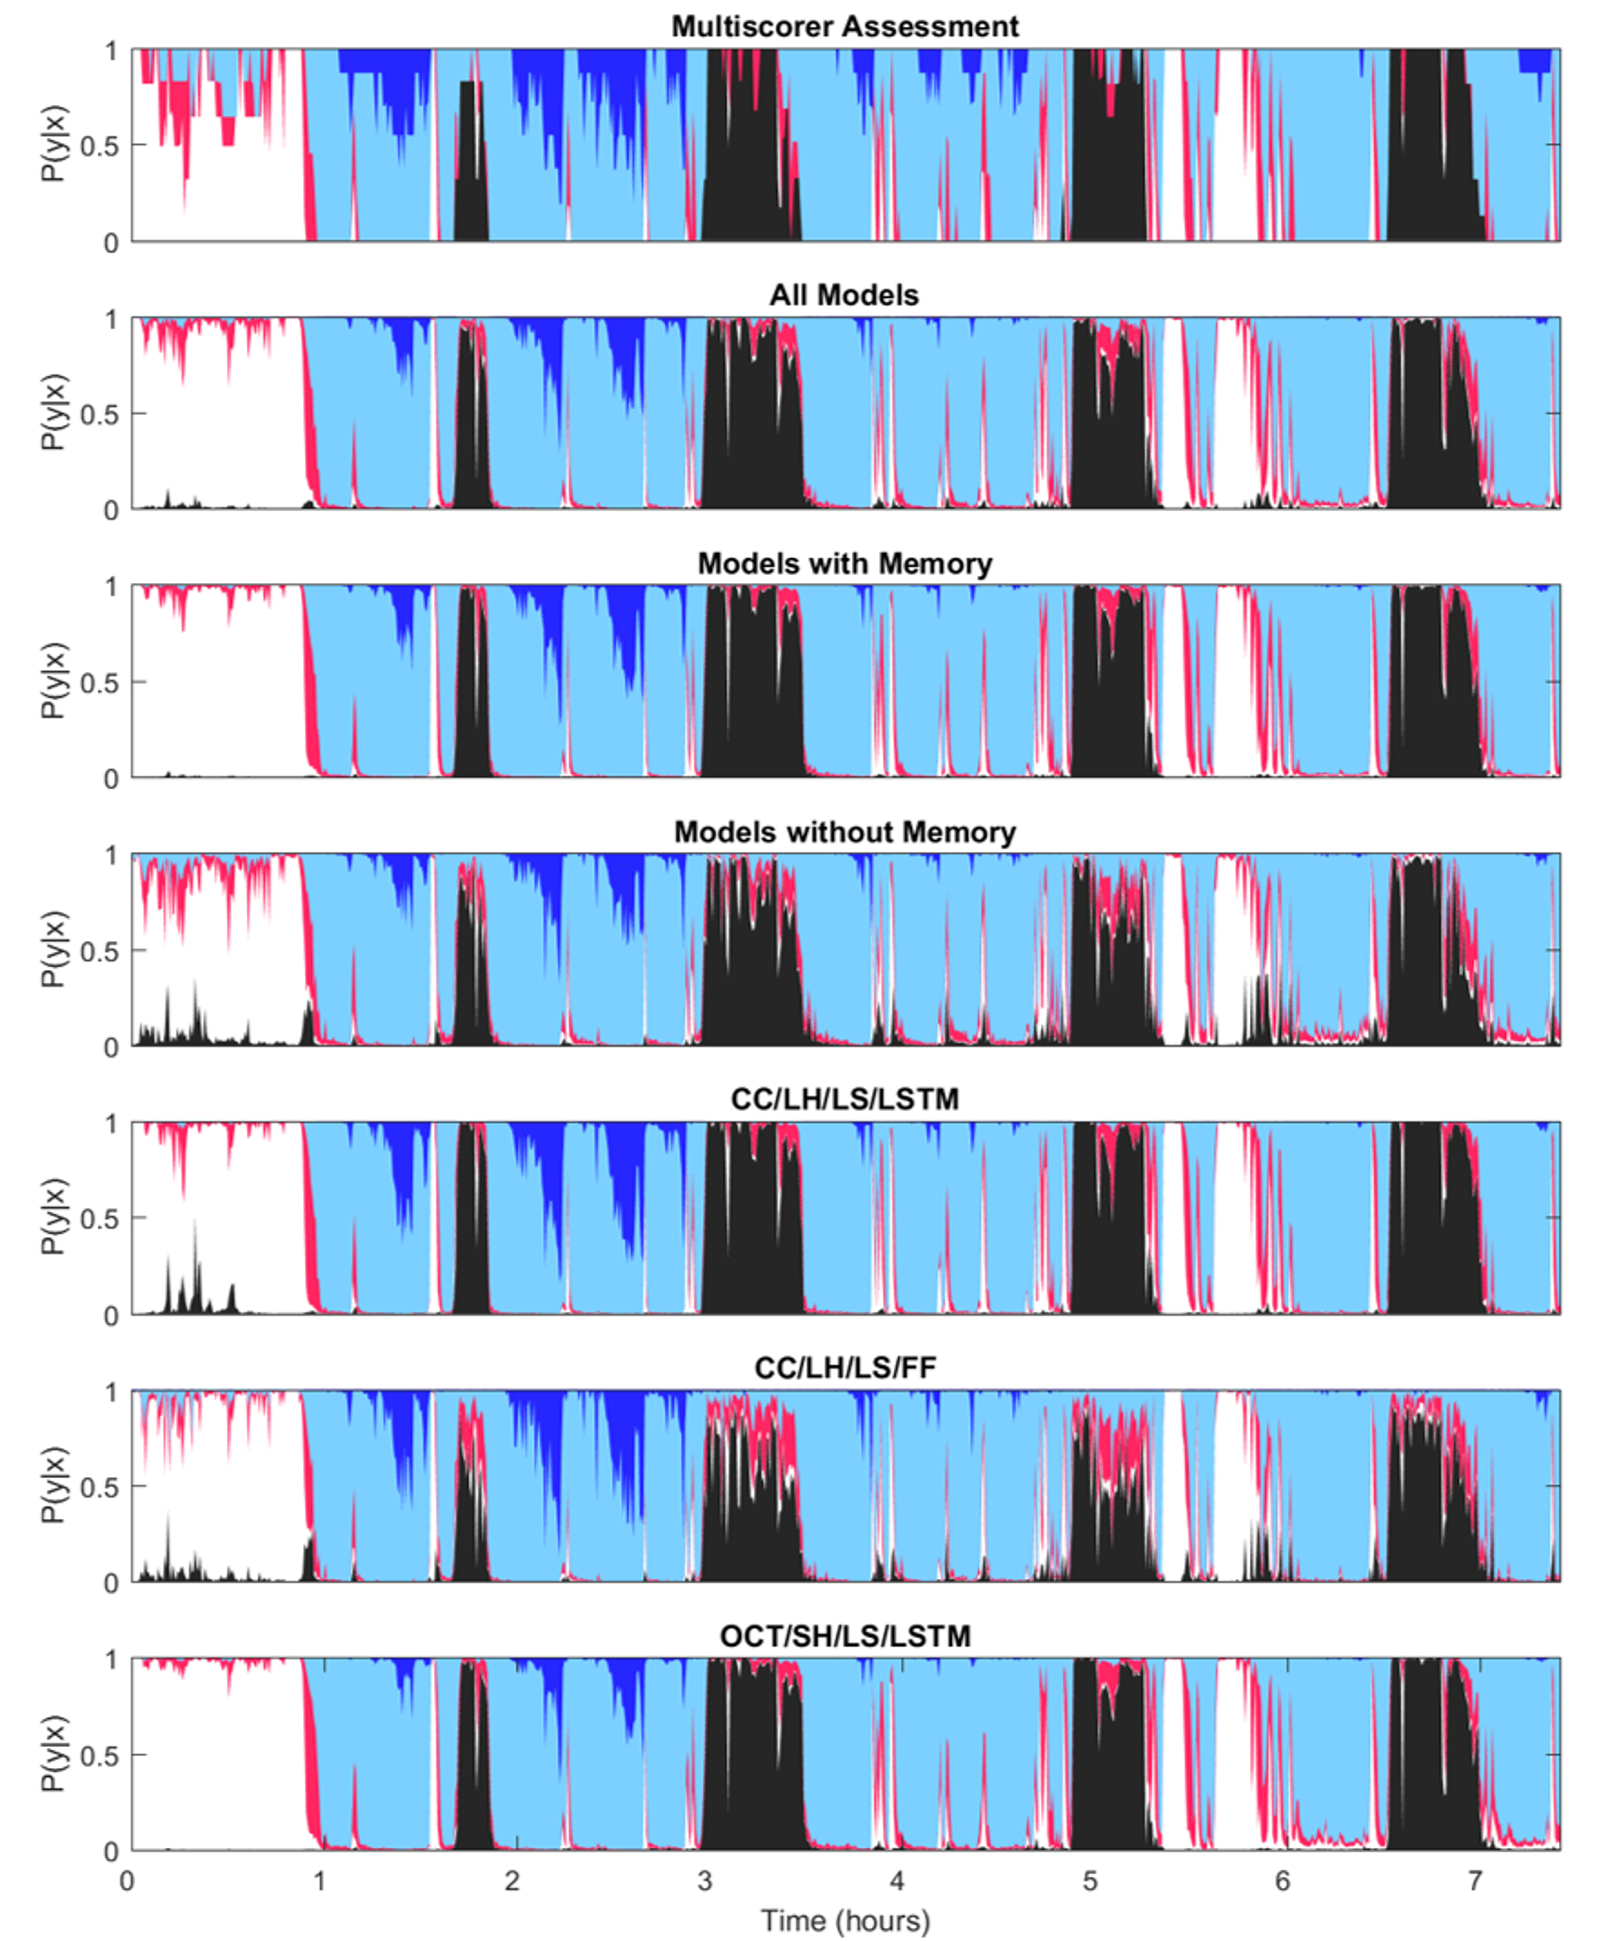 Multiscorer Assessment
1
P(y|x)
0.5
0
All Models
1
P(y|x)
0.5
0
Models with Memory
1
P(y|x)
0.5
0
Models without Memory
1
P(y|x)
0.5
0
CC/LH/LS/LSTM
1
P(y|x)
0.5
0
CC/LH/LS/FF
1
P(y|x)
0.5
0
OCT/SH/LS/LSTM
1
P(y|x)
0.5
0
0 1 2 3 4 5 6 7
Time (hours)